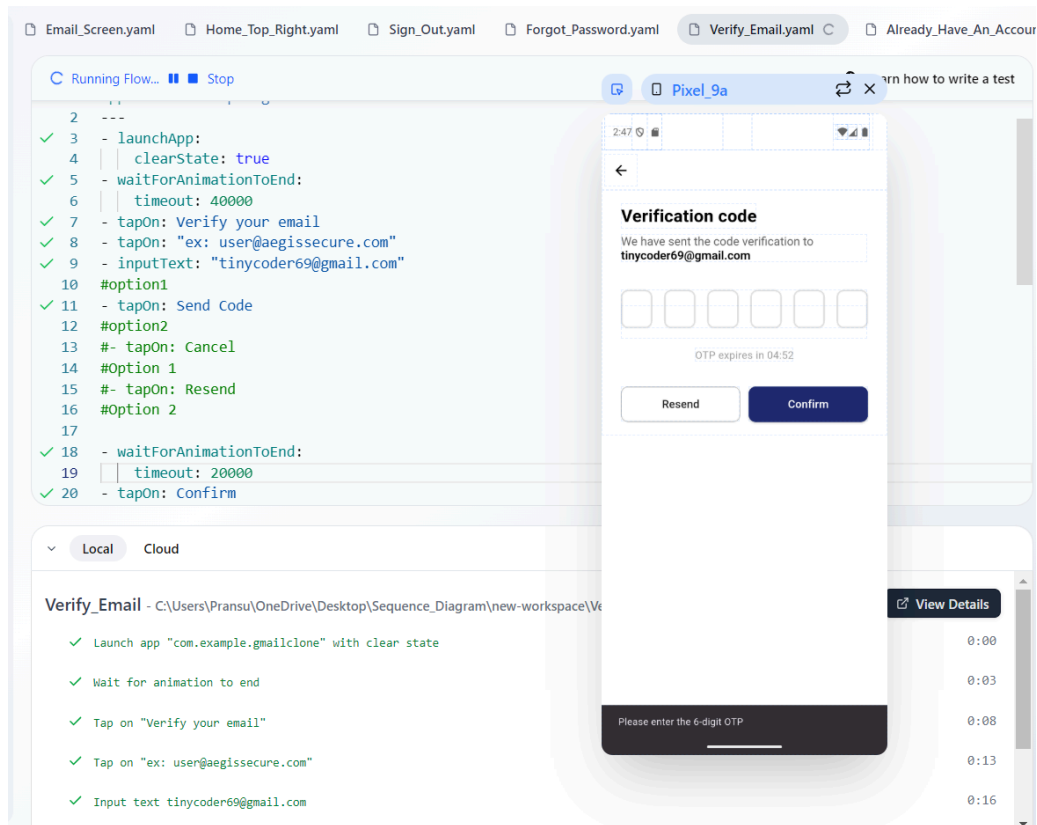 Email_Screen.yaml Home_Top_Right.yaml Sign_Out.yaml Forgot_Password.yaml Verify_Email.yaml Already_Have_An_Accour
Running Flow... Stop
rn how to write a test
Pixel_9a
2 ---
3 - launchApp:
4 clearState: true
5 - waitForAnimationToEnd:
6 timeout: 40000
7 - tapOn: Verify your email
8 - tapOn: "ex: user@aegissecure.com"
9 - inputText: "tinycoder69@gmail.com"
10 #option1
11 - tapOn: Send Code
12 #option2
13 #- tapOn: Cancel
14 #Option 1
15 #- tapOn: Resend
16 #Option 2
17
18 - waitForAnimationToEnd:
19 timeout: 20000
20 - tapOn: Confirm
2:47
Verification code
We have sent the code verification to
tinycoder69@gmail.com
OTP expires in 04:52
Resend Confirm
Please enter the 6-digit OTP
Local Cloud
Verify_Email - C:\Users\Pransu\OneDrive\Desktop\Sequence_Diagram\new-workspace\Ve
View Details
Launch app "com.example.gmailclone" with clear state 0:00
Wait for animation to end 0:03
Tap on "Verify your email" 0:08
Tap on "ex: user@aegissecure.com" 0:13
Input text tinycoder69@gmail.com 0:16